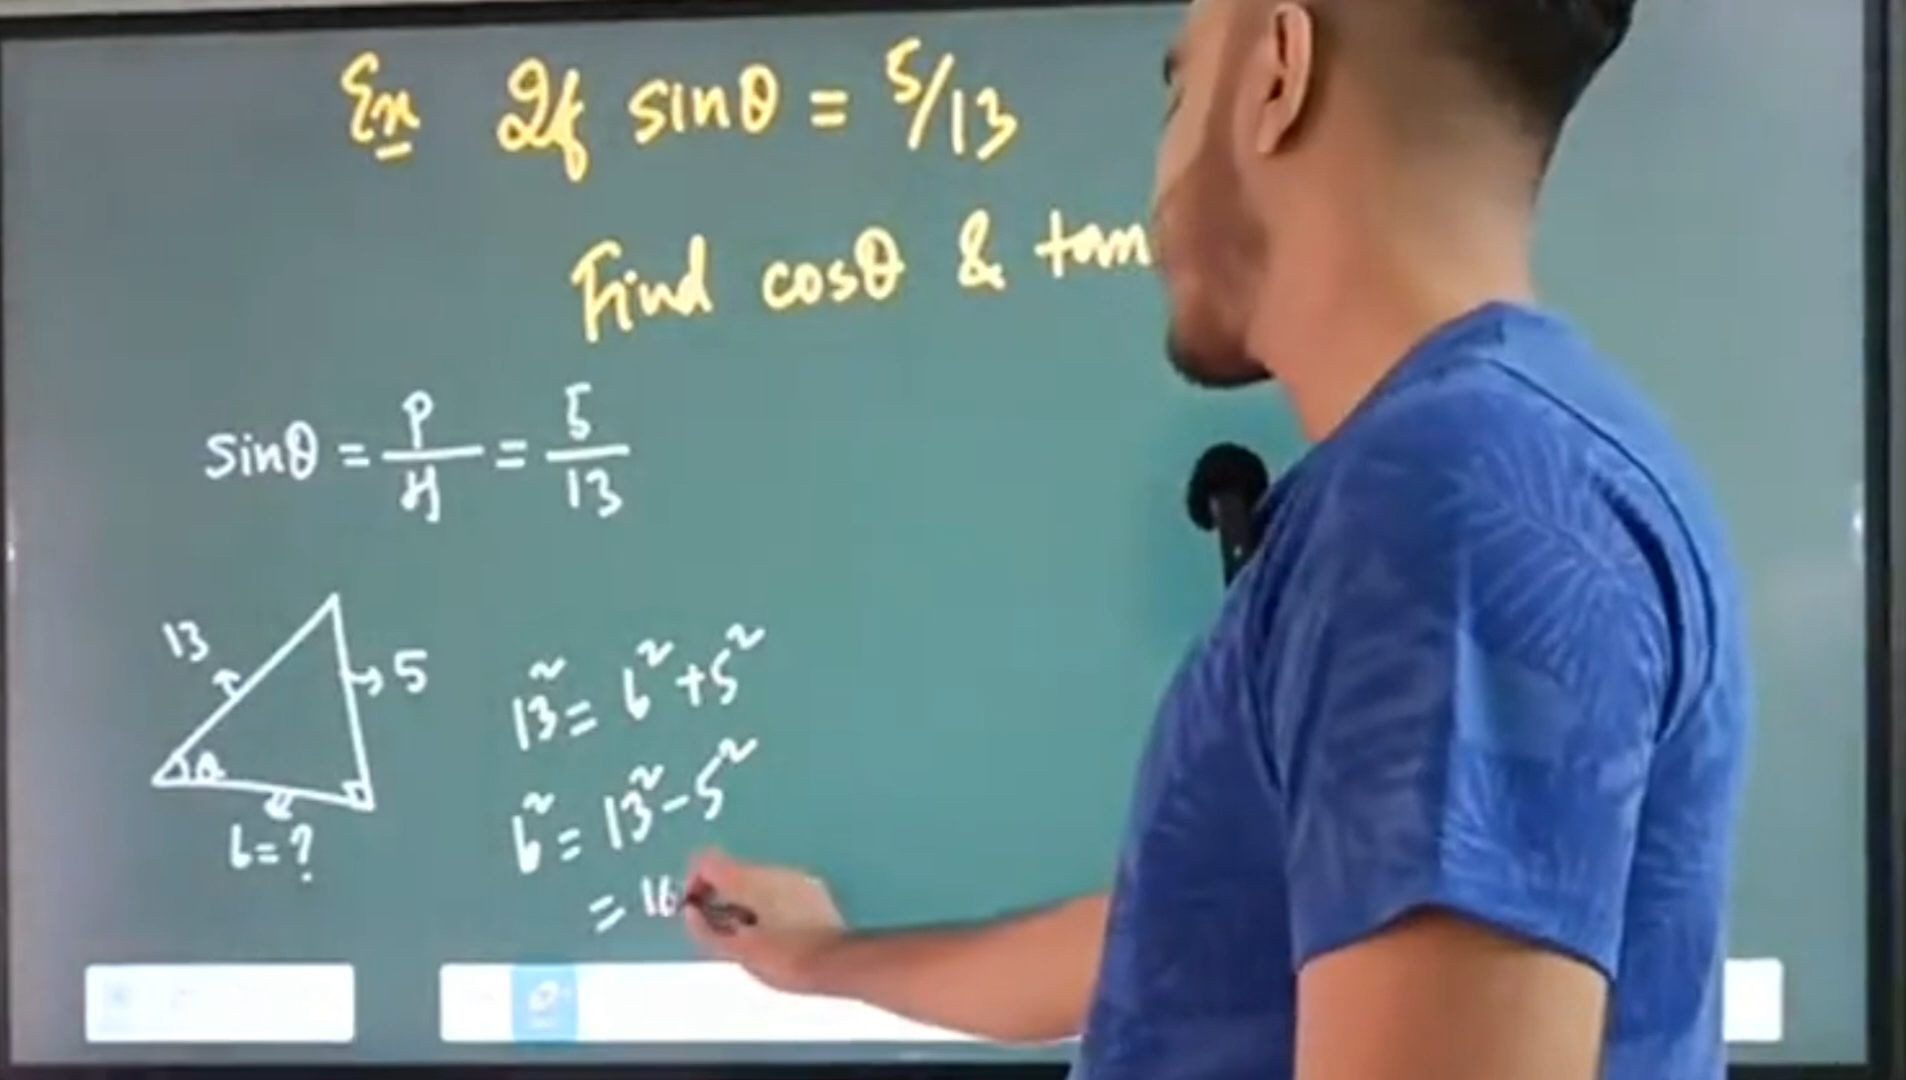 Ex If sinθ = 5/13
Find cosθ & tan
sinθ = P/H = 5/13
13
5
θ
b=?
13² = b²+5²
b² = 13²-5²
= 16